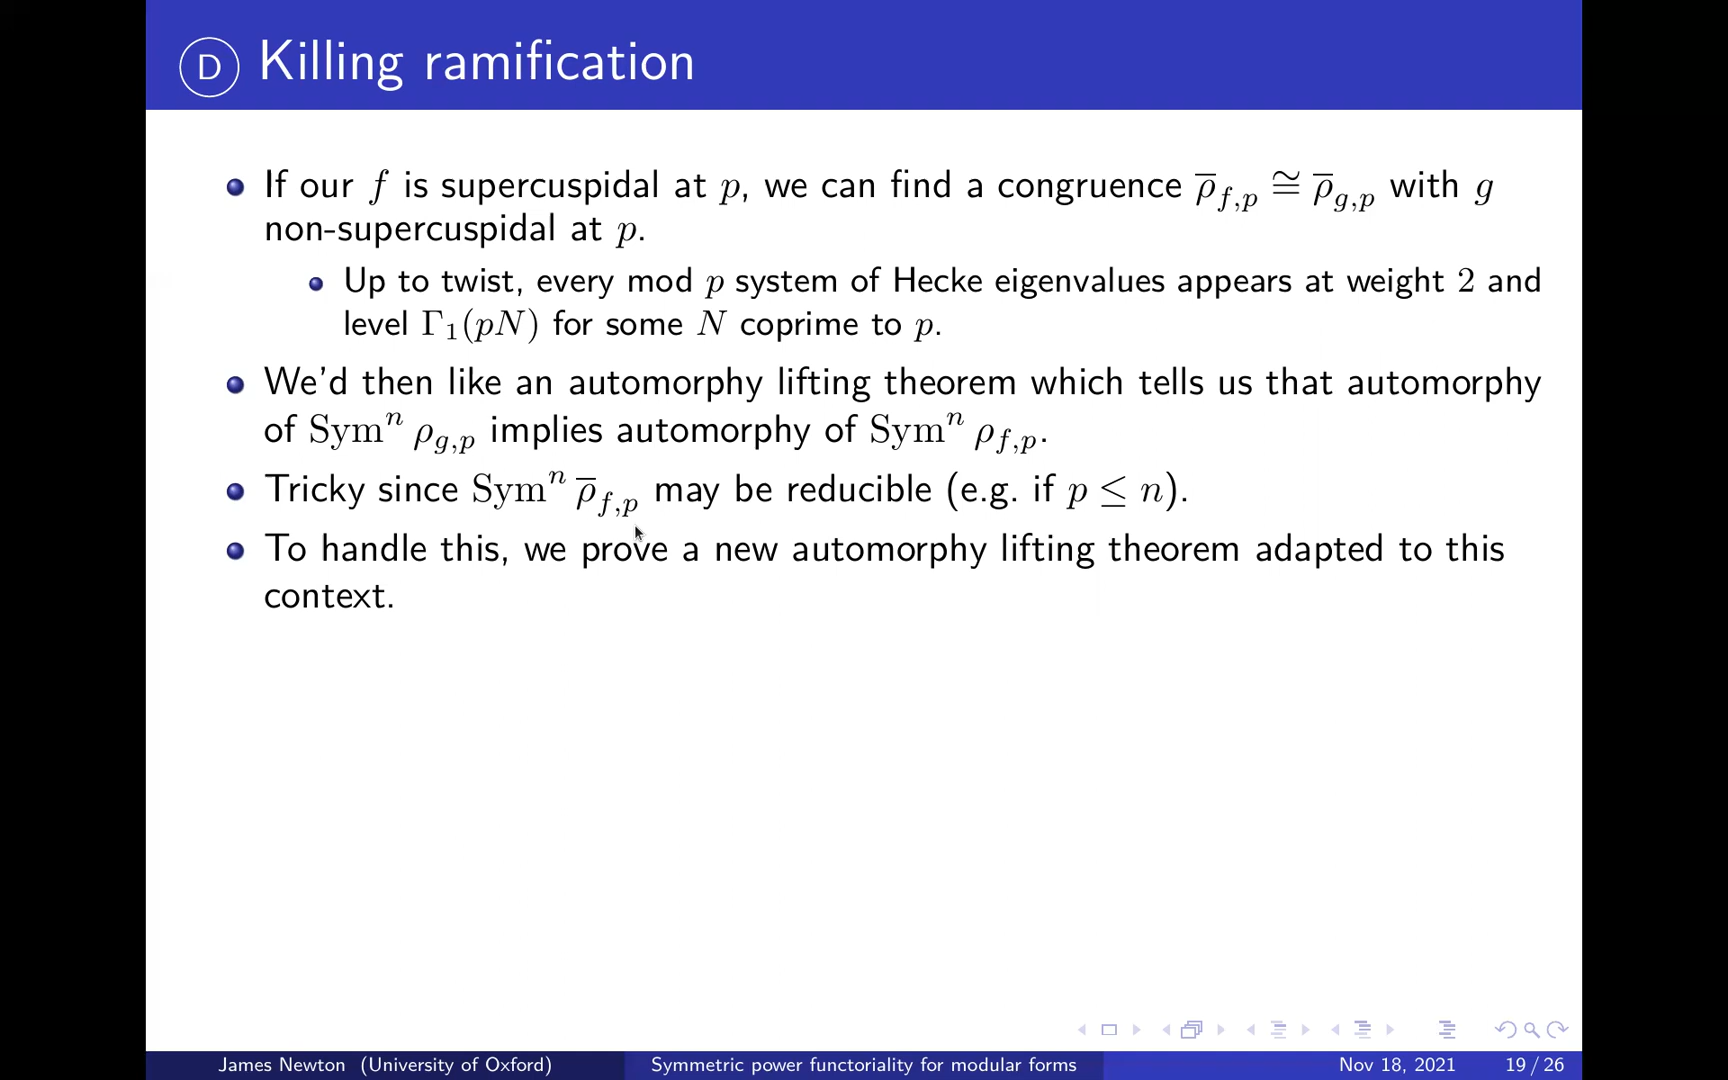 D Killing ramification
If our f is supercuspidal at p, we can find a congruence ρ̅_{f,p} ≅ ρ̅_{g,p} with g
non-supercuspidal at p.
Up to twist, every mod p system of Hecke eigenvalues appears at weight 2 and
level Γ₁(pN) for some N coprime to p.
We'd then like an automorphy lifting theorem which tells us that automorphy
of Symⁿ ρ_{g,p} implies automorphy of Symⁿ ρ_{f,p}.
Tricky since Symⁿ ρ̅_{f,p} may be reducible (e.g. if p ≤ n).
To handle this, we prove a new automorphy lifting theorem adapted to this
context.
James Newton (University of Oxford) Symmetric power functoriality for modular forms Nov 18, 2021 19 / 26